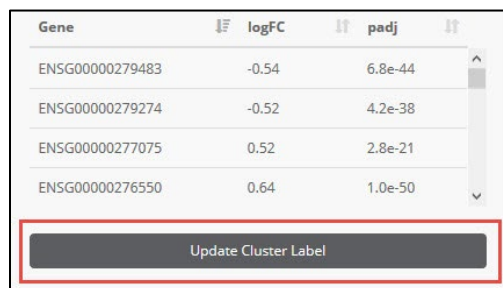 Gene logFC padj
ENSG00000279483 -0.54 6.8e-44
ENSG00000279274 -0.52 4.2e-38
ENSG00000277075 0.52 2.8e-21
ENSG00000276550 0.64 1.0e-50
Update Cluster Label